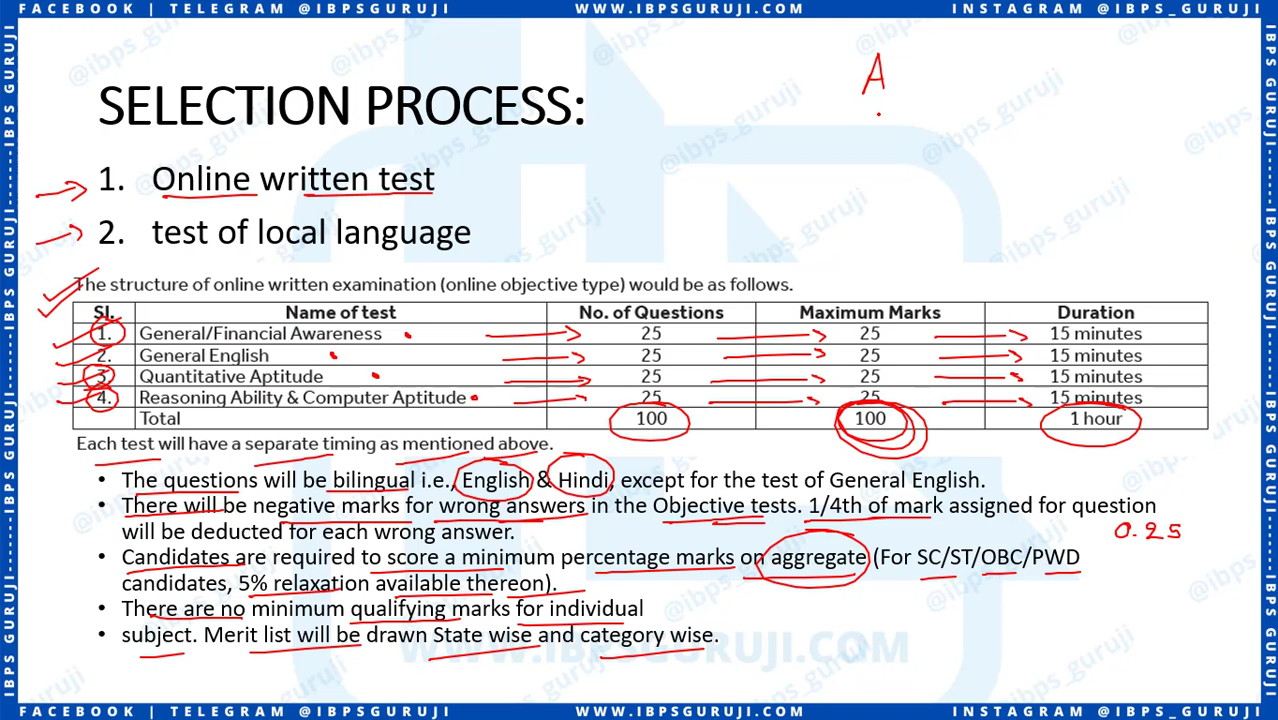 FACEBOOK | TELEGRAM @IBPSGURUJI WWW.IBPSGURUJI.COM INSTAGRAM @IBPS_GURUJI
A
SELECTION PROCESS:
1. Online written test
2. test of local language
The structure of online written examination (online objective type) would be as follows.
Sl. Name of test No. of Questions Maximum Marks Duration
1. General/Financial Awareness 25 25 15 minutes
2. General English 25 25 15 minutes
3. Quantitative Aptitude 25 25 15 minutes
4. Reasoning Ability & Computer Aptitude 25 25 15 minutes
Total 100 100 1 hour
Each test will have a separate timing as mentioned above.
• The questions will be bilingual i.e., English & Hindi, except for the test of General English.
• There will be negative marks for wrong answers in the Objective tests. 1/4th of mark assigned for question
will be deducted for each wrong answer.
0.25
• Candidates are required to score a minimum percentage marks on aggregate (For SC/ST/OBC/PWD
candidates, 5% relaxation available thereon).
• There are no minimum qualifying marks for individual
• subject. Merit list will be drawn State wise and category wise.
WWW.IBPSGURUJI.COM
@ibps_guruji
FACEBOOK | TELEGRAM @IBPSGURUJI WWW.IBPSGURUJI.COM INSTAGRAM @IBPS_GURUJI